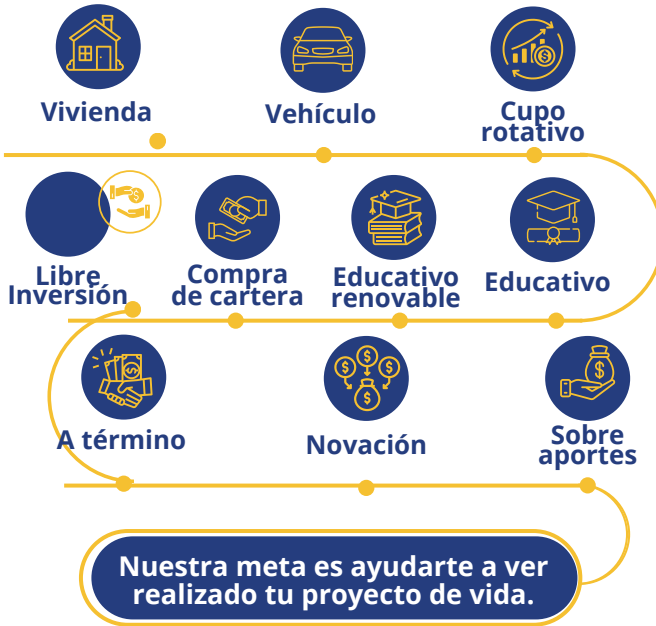 Vivienda
Vehículo
Cupo
rotativo
Libre
Inversión
Compra
de cartera
Educativo
renovable
Educativo
A término
Novación
Sobre
aportes
Nuestra meta es ayudarte a ver
realizado tu proyecto de vida.